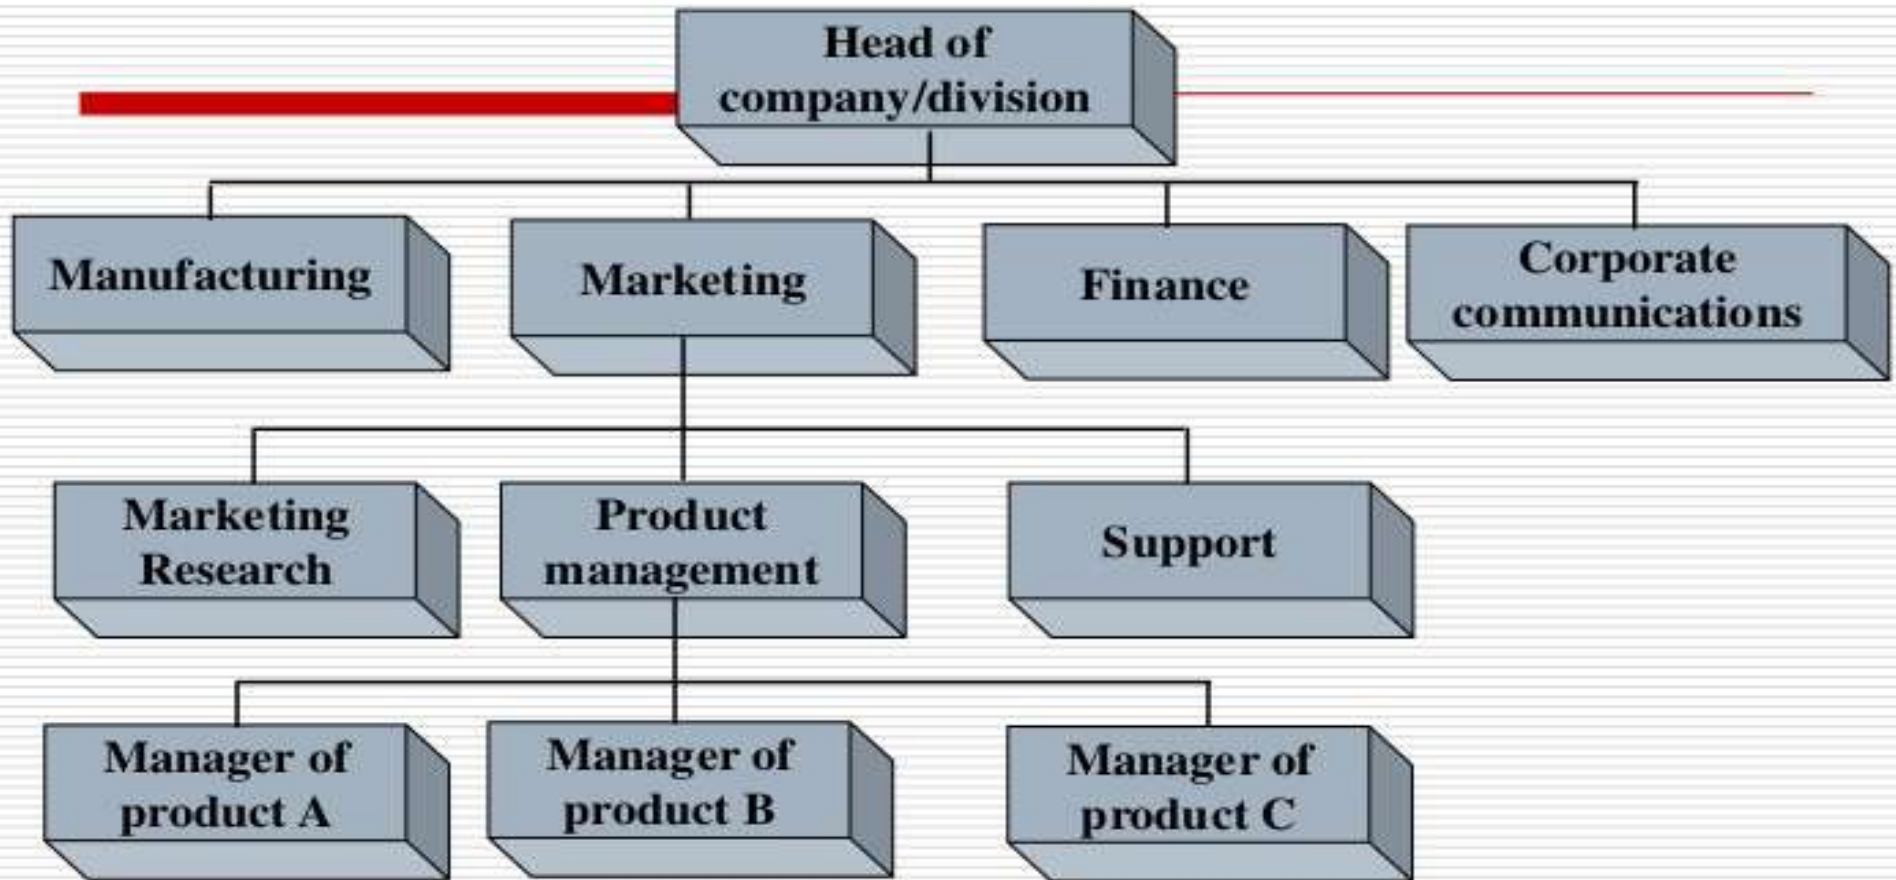 Head of
company/division
Manufacturing
Marketing
Finance
Corporate
communications
Marketing
Research
Product
management
Support
Manager of
product A
Manager of
product B
Manager of
product C